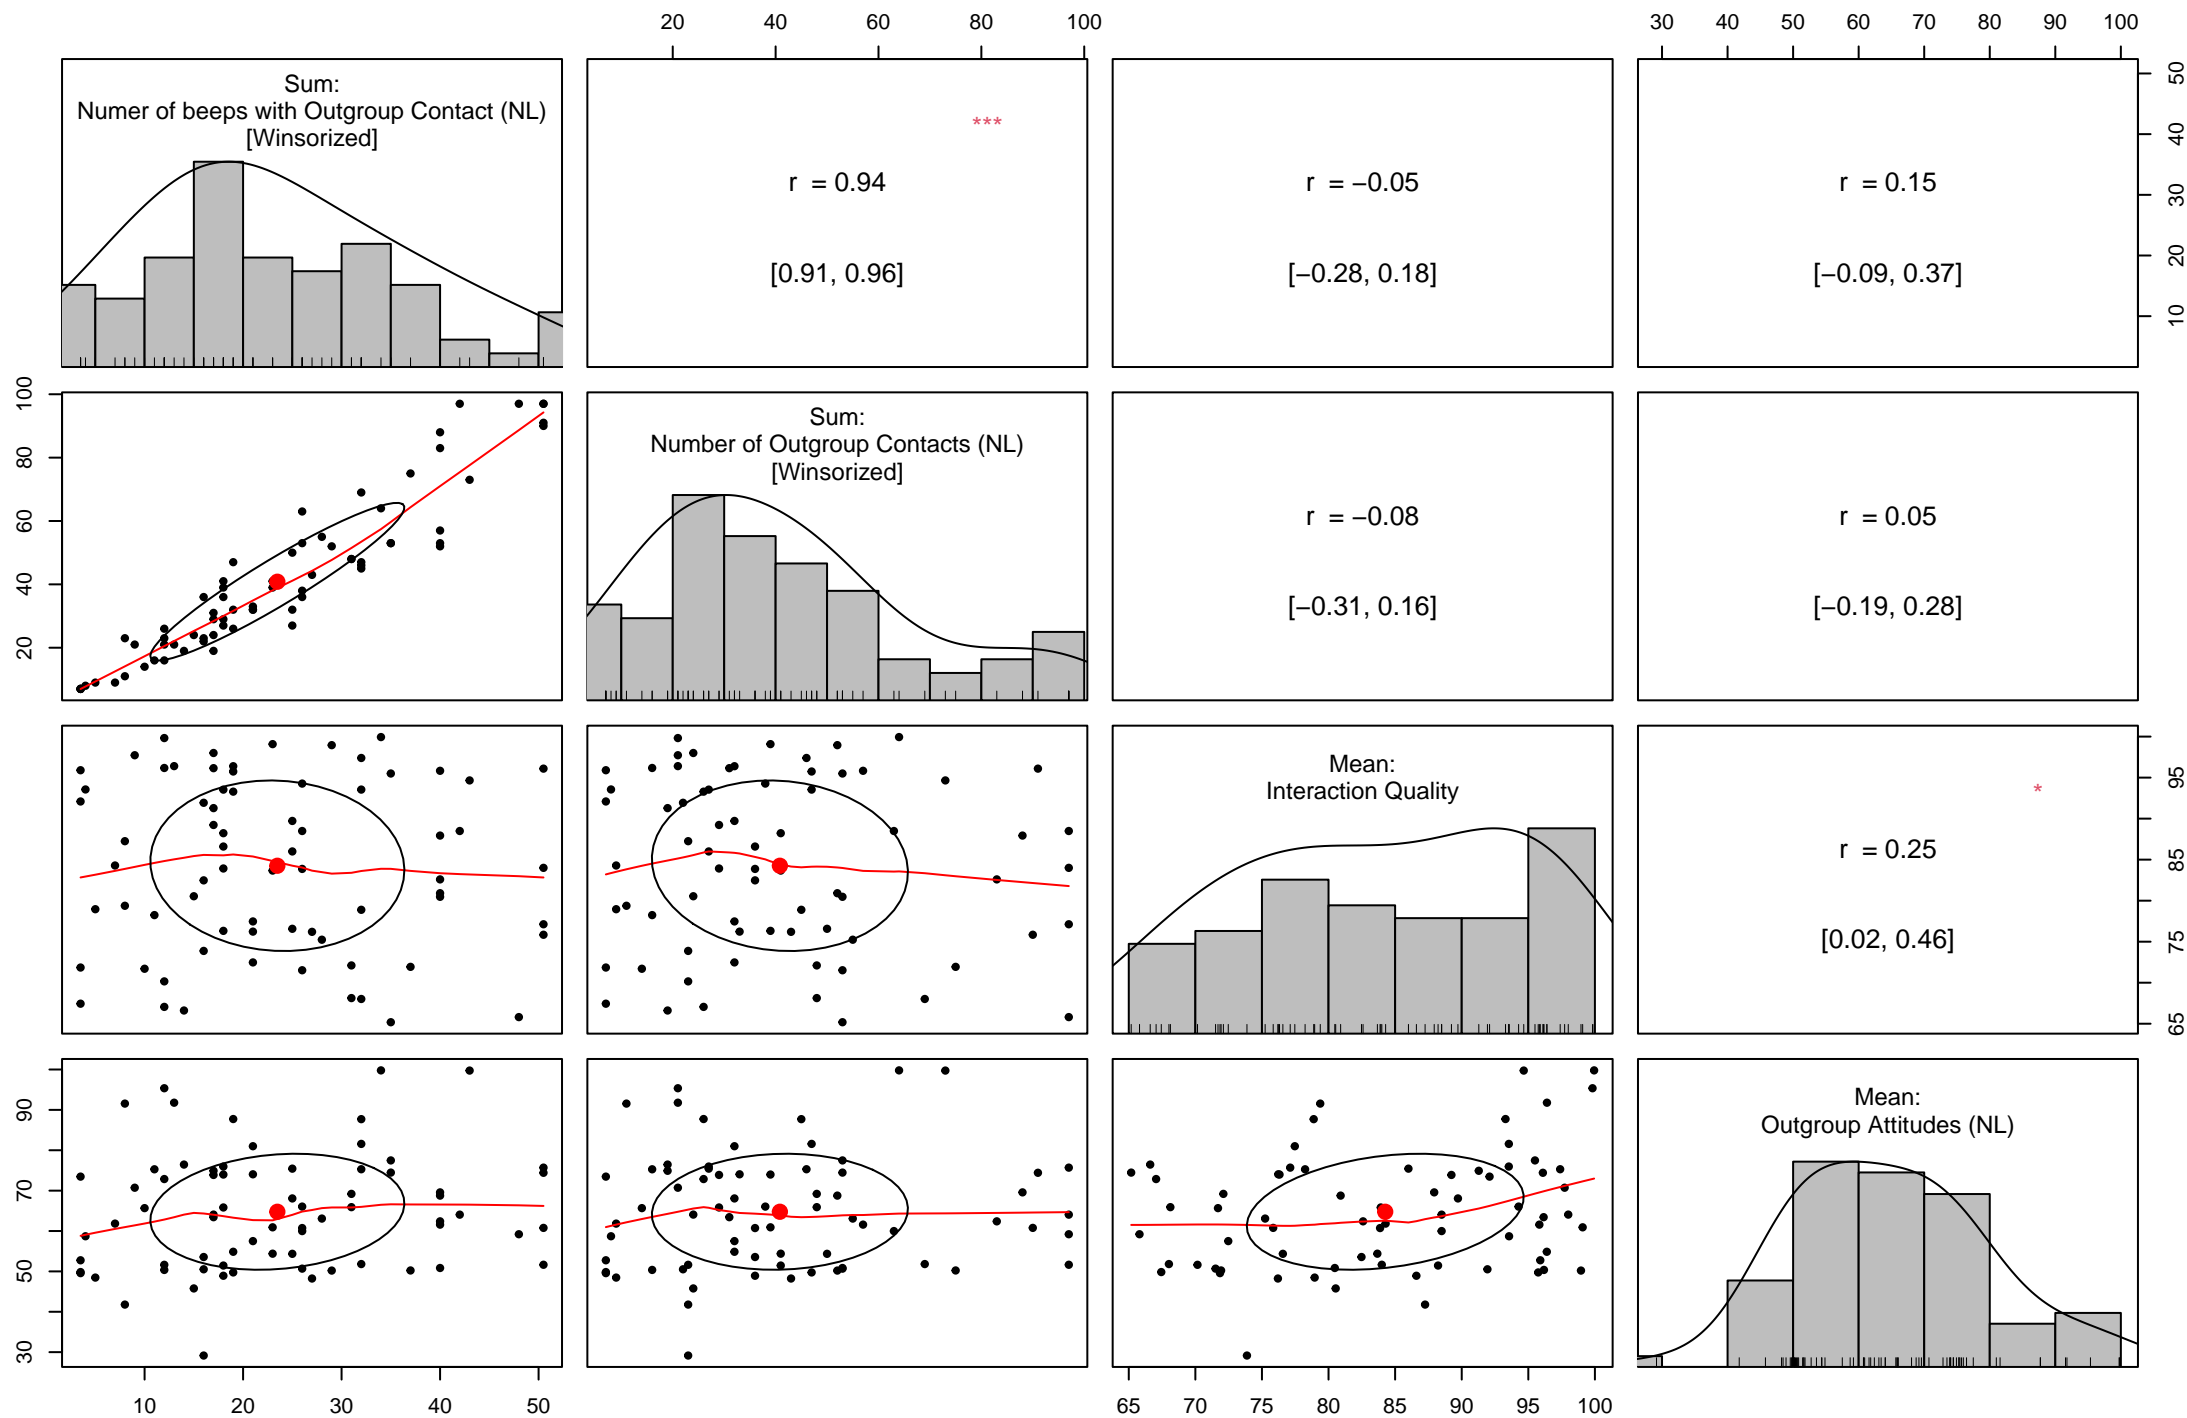 20 40 60 80 100
30 40 50 60 70 80 90 100
Sum:
Numer of beeps with Outgroup Contact (NL)
[Winsorized]
***
r = 0.94
[0.91, 0.96]
r = −0.05
[−0.28, 0.18]
r = 0.15
[−0.09, 0.37]
10 20 30 40 50
20 40 60 80 100
Sum:
Number of Outgroup Contacts (NL)
[Winsorized]
r = −0.08
[−0.31, 0.16]
r = 0.05
[−0.19, 0.28]
Mean:
Interaction Quality
*
r = 0.25
[0.02, 0.46]
65 75 85 95
30 50 70 90
Mean:
Outgroup Attitudes (NL)
10 20 30 40 50
65 70 75 80 85 90 95 100